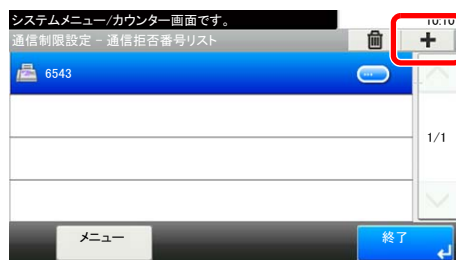 システムメニュー/カウンター画面です。
10:10
通信制限設定 - 通信拒否番号リスト
+
6543
1/1
メニュー
終了